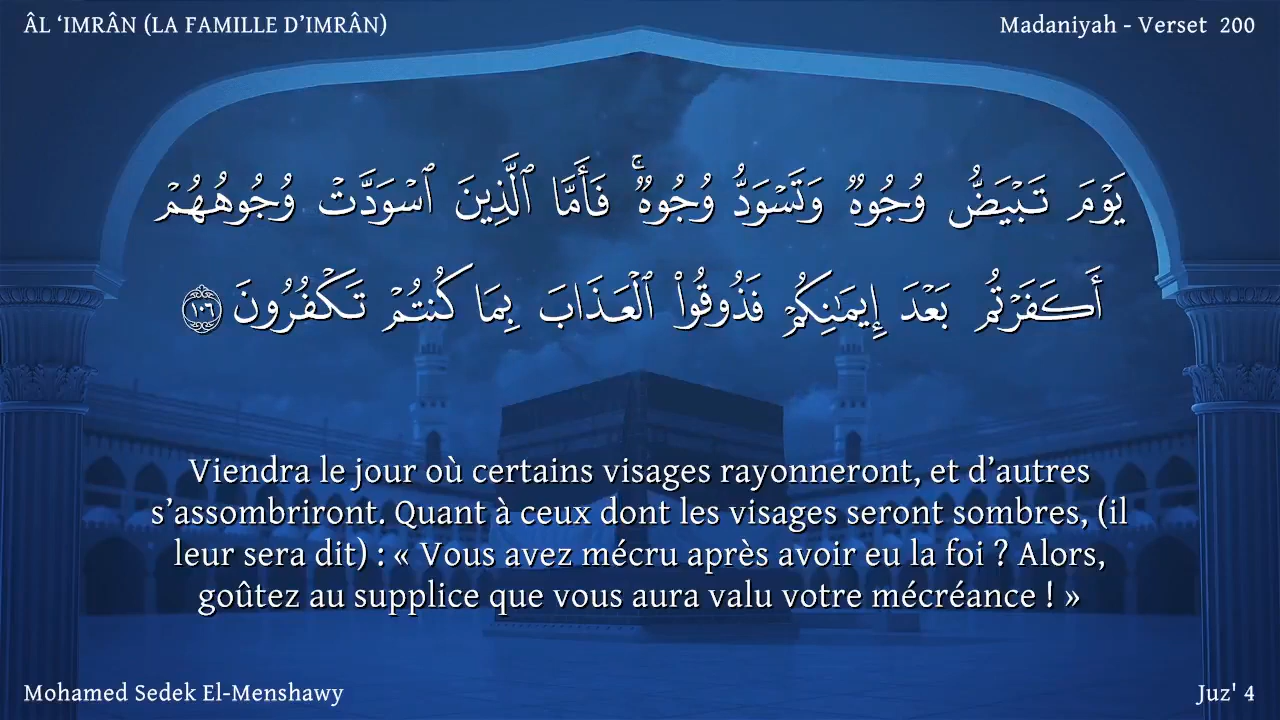 ÂL ‘IMRÂN (LA FAMILLE D’IMRÂN)
Madaniyah - Verset 200
يَوْمَ تَبْيَضُّ وُجُوهٌ وَتَسْوَدُّ وُجُوهٌ ۚ فَأَمَّا ٱلَّذِينَ ٱسْوَدَّتْ وُجُوهُهُمْ
أَكَفَرْتُم بَعْدَ إِيمَـٰنِكُمْ فَذُوقُوا۟ ٱلْعَذَابَ بِمَا كُنتُمْ تَكْفُرُونَ ١٠٦
Viendra le jour où certains visages rayonneront, et d’autres
s’assombriront. Quant à ceux dont les visages seront sombres, (il
leur sera dit) : « Vous avez mécru après avoir eu la foi ? Alors,
goûtez au supplice que vous aura valu votre mécréance ! »
Mohamed Sedek El-Menshawy
Juz' 4